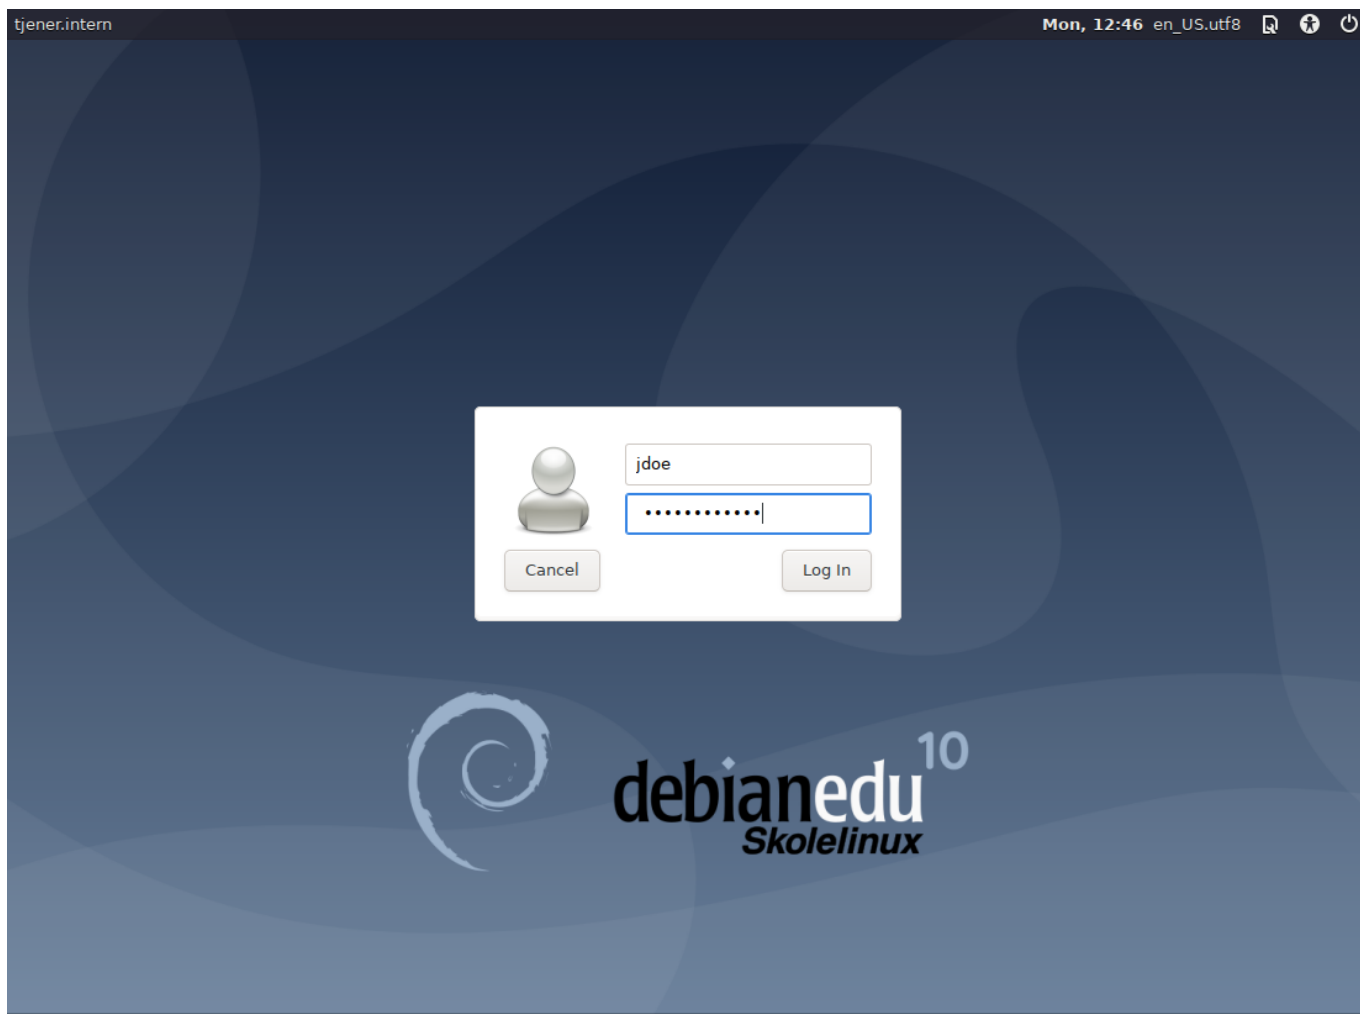 tjener.intern
Mon, 12:46 en_US.utf8
jdoe
••••••••••••
Cancel
Log In
debianedu 10
Skolelinux